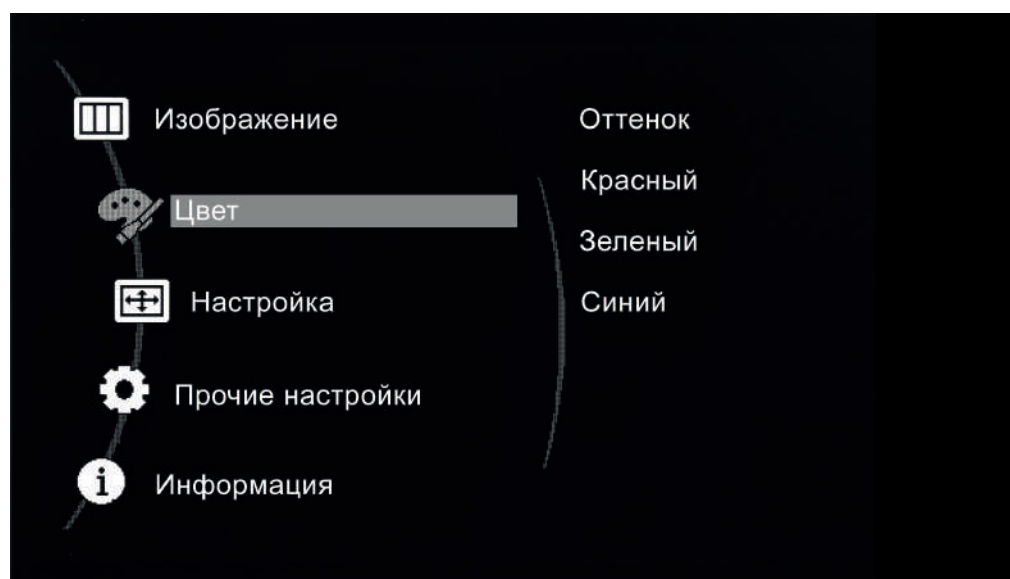 Изображение
Цвет
Настройка
Прочие настройки
Информация
Оттенок
Красный
Зеленый
Синий